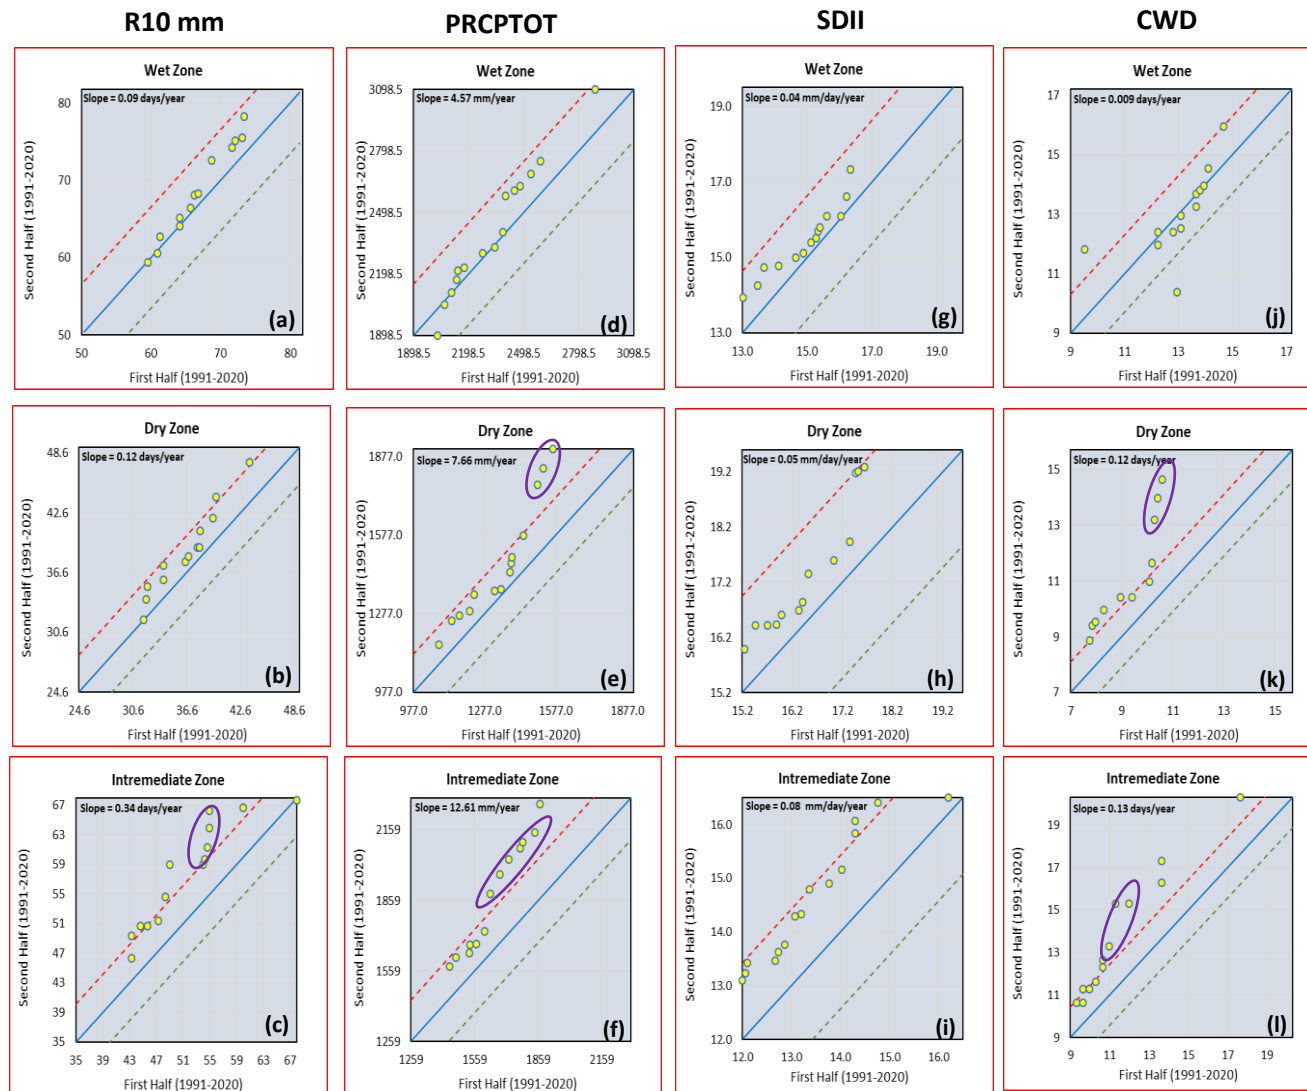 R10 mm
PRCPTOT
SDII
CWD
Wet Zone
Slope = 0.09 days/year
Second Half (1991-2020)
80
70
60
50
(a)
50 60 70 80
First Half (1991-2020)
Wet Zone
Slope = 4.57 mm/year
Second Half (1991-2020)
3098.5
2798.5
2498.5
2198.5
1898.5
(d)
1898.5 2198.5 2498.5 2798.5 3098.5
First Half (1991-2020)
Wet Zone
Slope = 0.04 mm/day/year
Second Half (1991-2020)
19.0
17.0
15.0
13.0
(g)
13.0 15.0 17.0 19.0
First Half (1991-2020)
Wet Zone
Slope = 0.009 days/year
Second Half (1991-2020)
17
15
13
11
9
(j)
9 11 13 15 17
First Half (1991-2020)
Dry Zone
Slope = 0.12 days/year
Second Half (1991-2020)
48.6
42.6
36.6
30.6
24.6
(b)
24.6 30.6 36.6 42.6 48.6
First Half (1991-2020)
Dry Zone
Slope = 7.66 mm/year
Second Half (1991-2020)
1877.0
1577.0
1277.0
977.0
(e)
977.0 1277.0 1577.0 1877.0
First Half (1991-2020)
Dry Zone
Slope = 0.05 mm/day/year
Second Half (1991-2020)
19.2
18.2
17.2
16.2
15.2
(h)
15.2 16.2 17.2 18.2 19.2
First Half (1991-2020)
Dry Zone
Slope = 0.12 days/year
Second Half (1991-2020)
15
13
11
9
7
(k)
7 9 11 13 15
First Half (1991-2020)
Intremediate Zone
Slope = 0.34 days/year
Second Half (1991-2020)
67
63
59
55
51
47
43
39
35
(c)
35 39 43 47 51 55 59 63 67
First Half (1991-2020)
Intremediate Zone
Slope = 12.61 mm/year
Second Half (1991-2020)
2159
1859
1559
1259
(f)
1259 1559 1859 2159
First Half (1991-2020)
Intremediate Zone
Slope = 0.08 mm/day/year
Second Half (1991-2020)
16.0
15.0
14.0
13.0
12.0
(i)
12.0 13.0 14.0 15.0 16.0
First Half (1991-2020)
Intremediate Zone
Slope = 0.13 days/year
Second Half (1991-2020)
19
17
15
13
11
9
(l)
9 11 13 15 17 19
First Half (1991-2020)